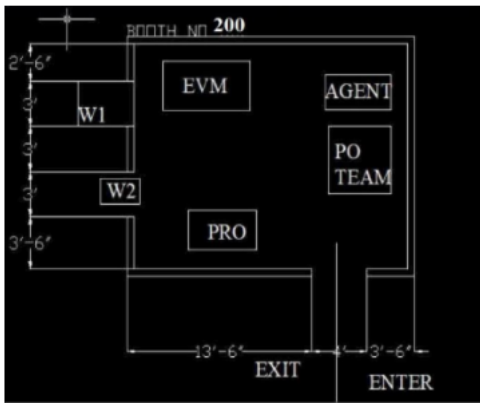 BOOTH NO 200
2'-6"
EVM
AGENT
3'
W1
3'
PO
TEAM
3'
W2
3'-6"
PRO
13'-6"
4'
3'-6"
EXIT
ENTER